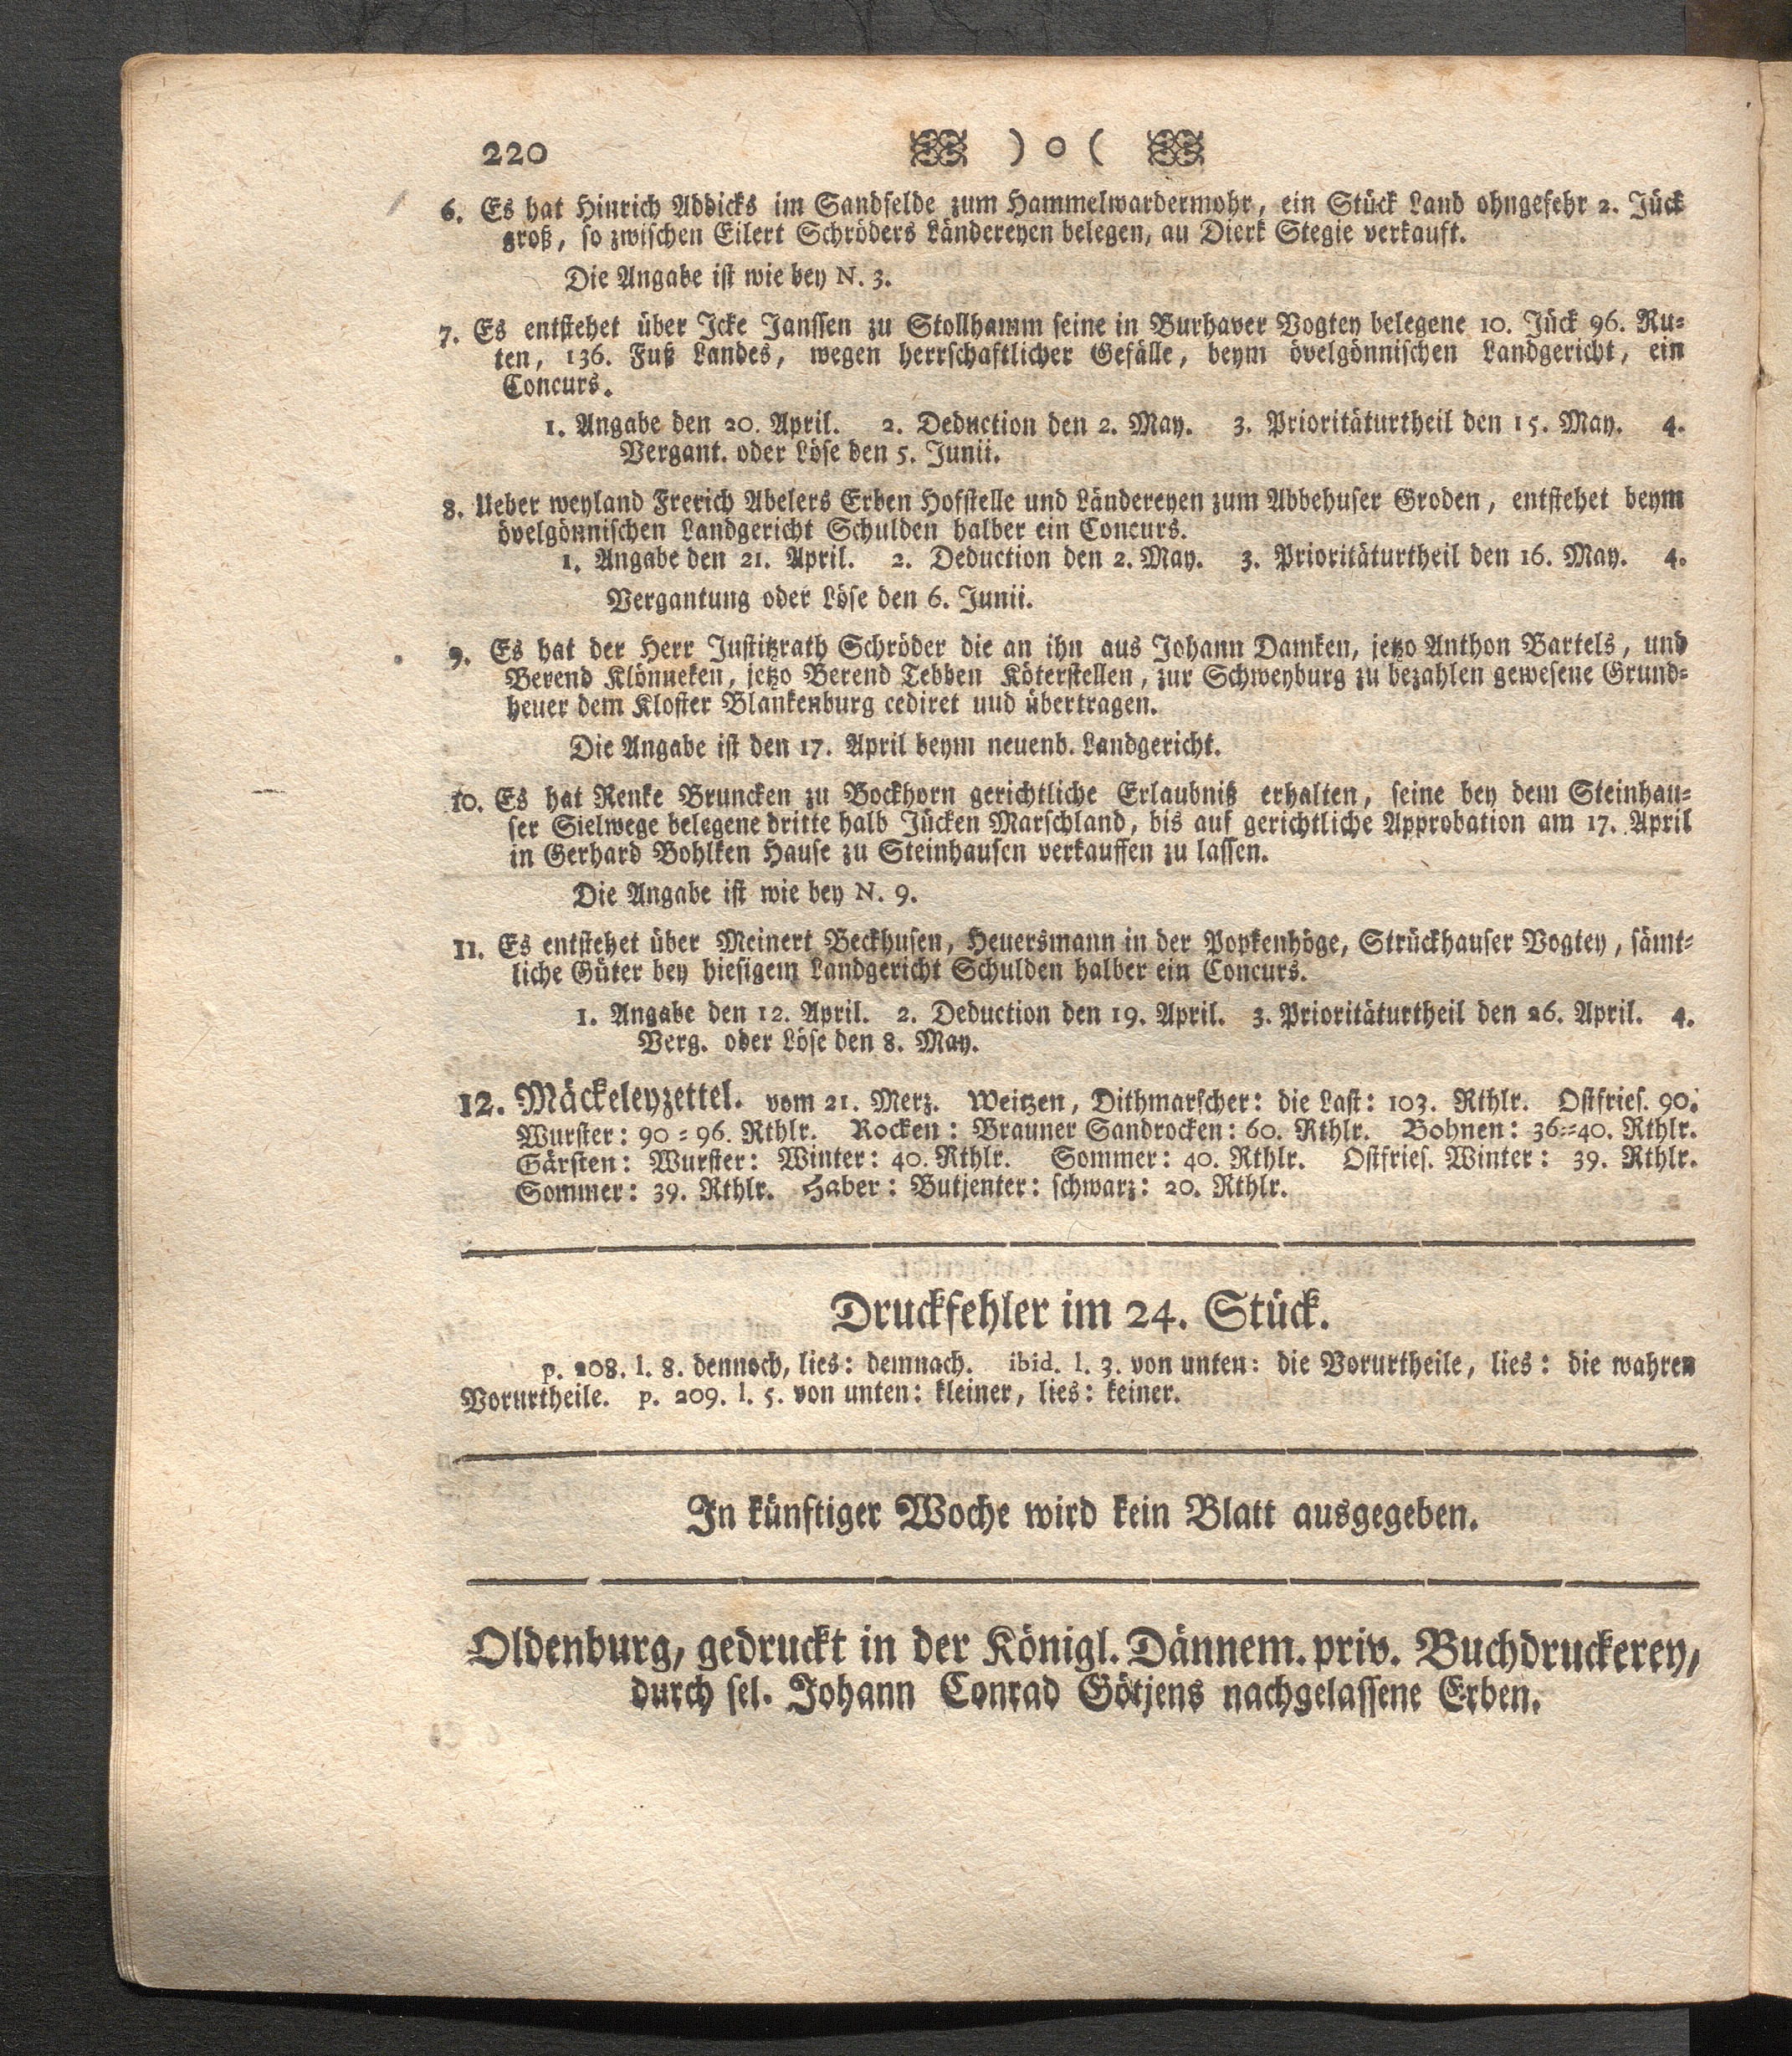 220 ) o (
6. Es hat Hinrich Addicks im Sandfelde zum Hammelwardermohr, ein Stück Land ohngefehr 2. Jück
groß, so zwischen Eilert Schröders Ländereyen belegen, an Dierk Stegie verkauft.
Die Angabe ist wie bey N. 3.
7. Es entstehet über Icke Janssen zu Stollhamm seine in Burhaver Vogtey belegene 10. Jück 96. Ru=
ten, 136. Fuß Landes, wegen herrschaftlicher Gefälle, beym övelgönnischen Landgericht, ein
Concurs.
1. Angabe den 20. April. 2. Deduction den 2. May. 3. Prioritäturtheil den 15. May. 4.
Vergant. oder Löse den 5. Junii.
8. Ueber weyland Frerich Abelers Erben Hofstelle und Ländereyen zum Abbehuser Groden, entstehet beym
övelgönnischen Landgericht Schulden halber ein Concurs.
1. Angabe den 21. April. 2. Deduction den 2. May. 3. Prioritäturtheil den 16. May. 4.
Vergantung oder Löse den 6. Junii.
9. Es hat der Herr Justitzrath Schröder die an ihn aus Johann Damken, jetzo Anthon Bartels, und
Berend Klönneken, jetzo Berend Tebben Köterstellen, zur Schweyburg zu bezahlen gewesene Grund=
heuer dem Kloster Blankenburg cediret und übertragen.
Die Angabe ist den 17. April beym neuenb. Landgericht.
10. Es hat Renke Bruncken zu Bockhorn gerichtliche Erlaubniß erhalten, seine bey dem Steinhau=
ser Sielwege belegene dritte halb Jücken Marschland, bis auf gerichtliche Approbation am 17. April
in Gerhard Bohlken Hause zu Steinhausen verkauffen zu lassen.
Die Angabe ist wie bey N. 9.
11. Es entstehet über Meinert Beckhusen, Heuersmann in der Popkenhöge, Strückhauser Vogtey, sämt=
liche Güter bey hiesigem Landgericht Schulden halber ein Concurs.
1. Angabe den 12. April. 2. Deduction den 19. April. 3. Prioritäturtheil den 26. April. 4.
Verg. oder Löse den 8. May.
12. Mäckeleyzettel. vom 21. Merz. Weitzen, Dithmarscher: die Last: 103. Rthlr. Ostfries. 90.
Wurster: 90 = 96. Rthlr. Rocken: Brauner Sandrocken: 60. Rthlr. Bohnen: 36==40. Rthlr.
Gärsten: Wurster: Winter: 40. Rthlr. Sommer: 40. Rthlr. Ostfries. Winter: 39. Rthlr.
Sommer: 39. Rthlr. Haber: Butjenter: schwarz: 20. Rthlr.
Druckfehler im 24. Stück.
p. 208. l. 8. dennoch, lies: demnach. ibid. l. 3. von unten: die Vorurtheile, lies: die wahren
Vorurtheile. p. 209. l. 5. von unten: kleiner, lies: keiner.
In künftiger Woche wird kein Blatt ausgegeben.
Oldenburg, gedruckt in der Königl. Dännem. priv. Buchdruckerey,
durch sel. Johann Conrad Götjens nachgelassene Erben.